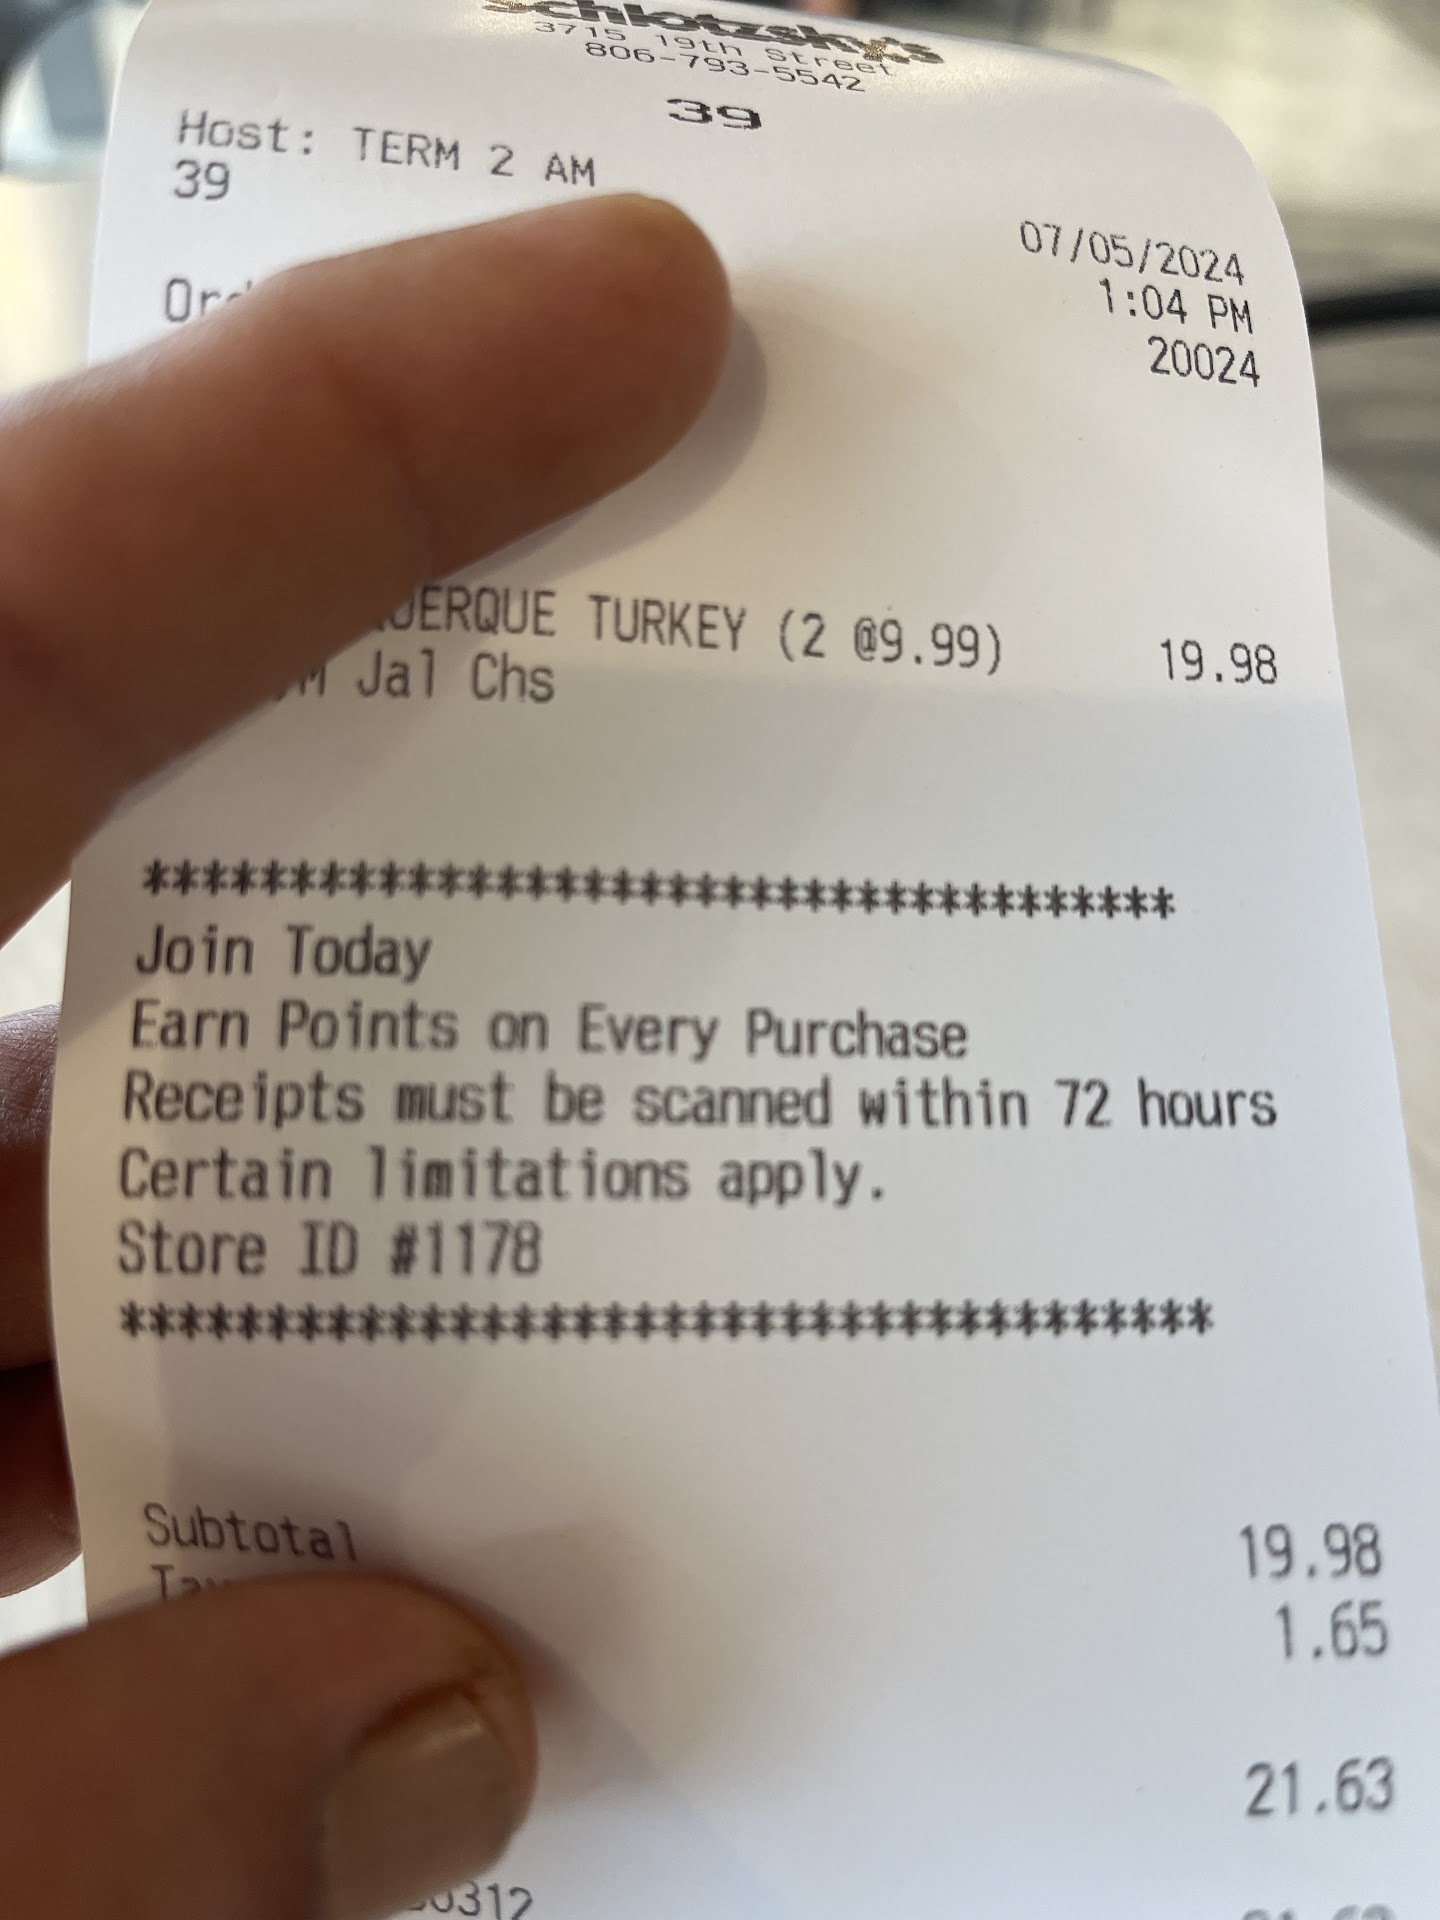 Schlotzsky's
3715 19th Street
806-793-5542
39
Host: TERM 2 AM
39
07/05/2024
1:04 PM
20024
TURKEY (2 @9.99) 19.98
Jal Chs
***********************************
Join Today
Earn Points on Every Purchase
Receipts must be scanned within 72 hours
Certain limitations apply.
Store ID #1178
************************************
Subtotal 19.98
1.65
21.63